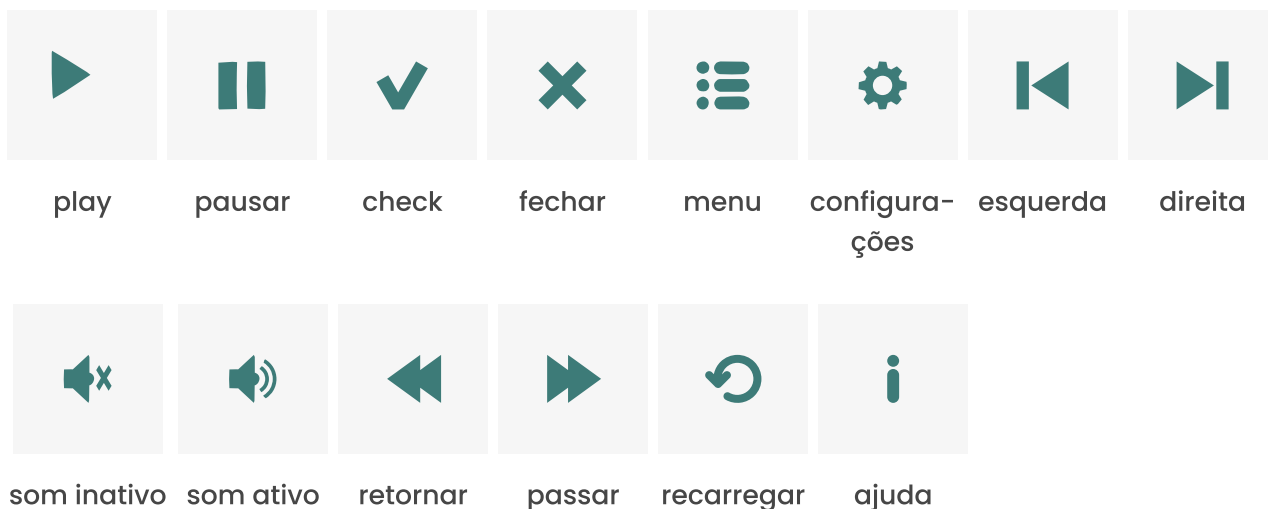 play pausar check fechar menu configura- esquerda direita
ções
som inativo som ativo retornar passar recarregar ajuda